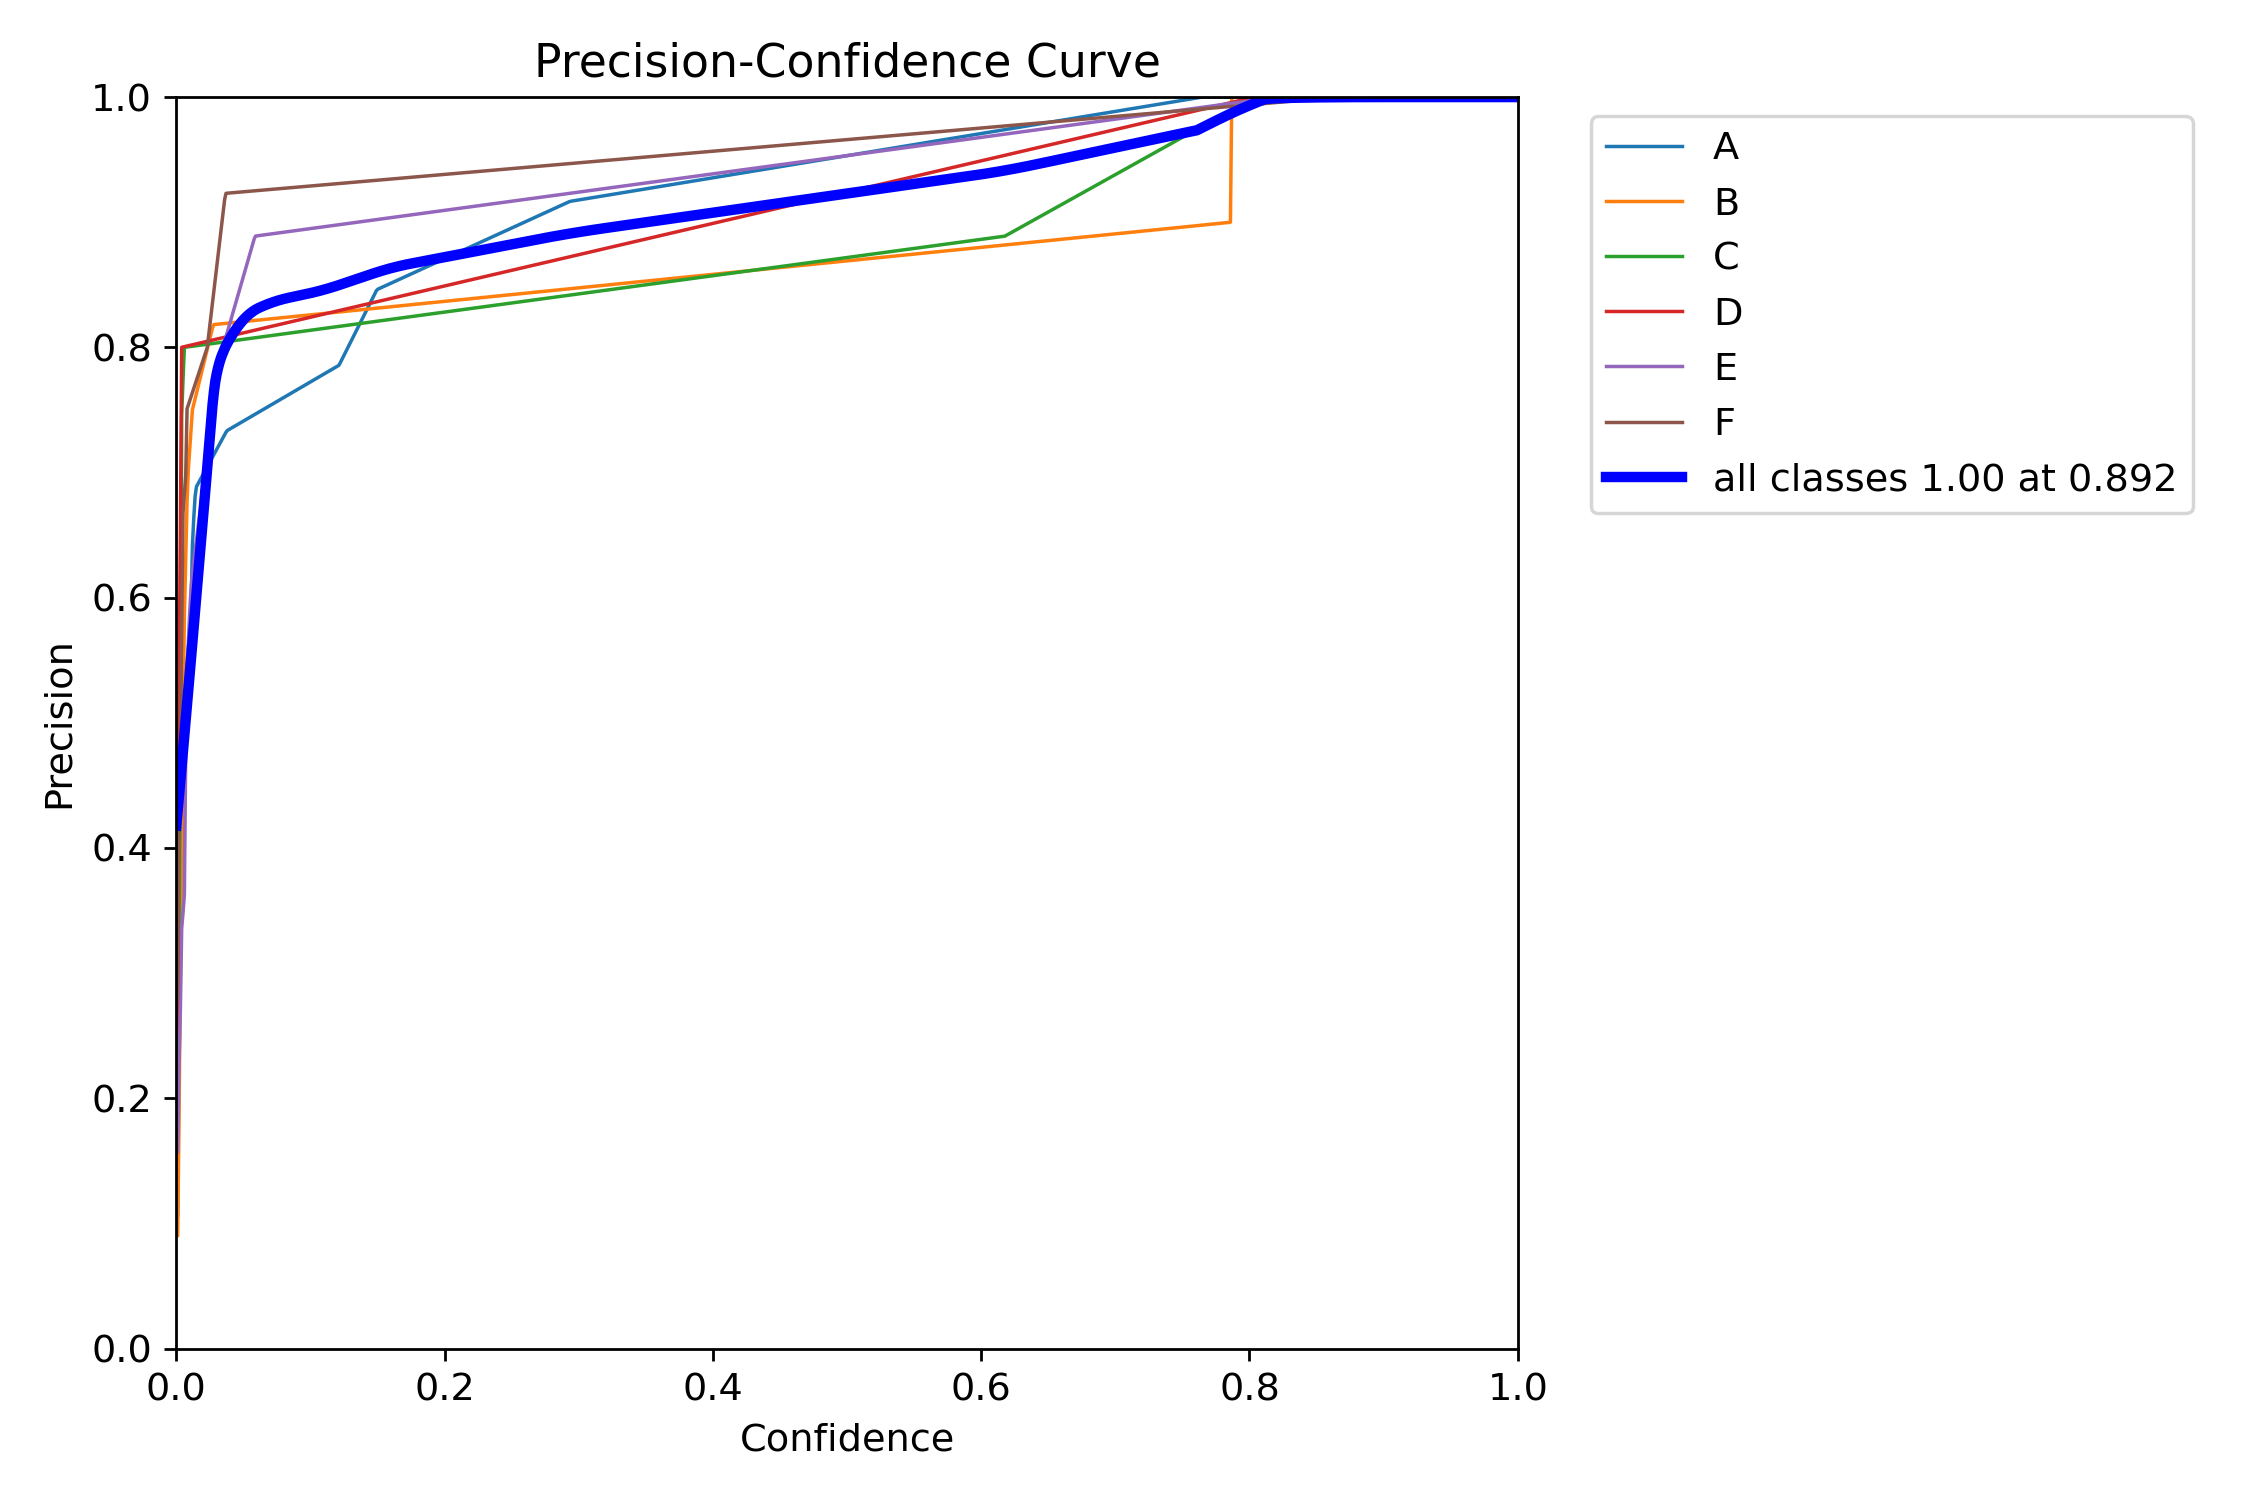 Precision-Confidence Curve
1.0
0.8
0.6
0.4
0.2
0.0
Precision
0.0 0.2 0.4 0.6 0.8 1.0
Confidence
A
B
C
D
E
F
all classes 1.00 at 0.892